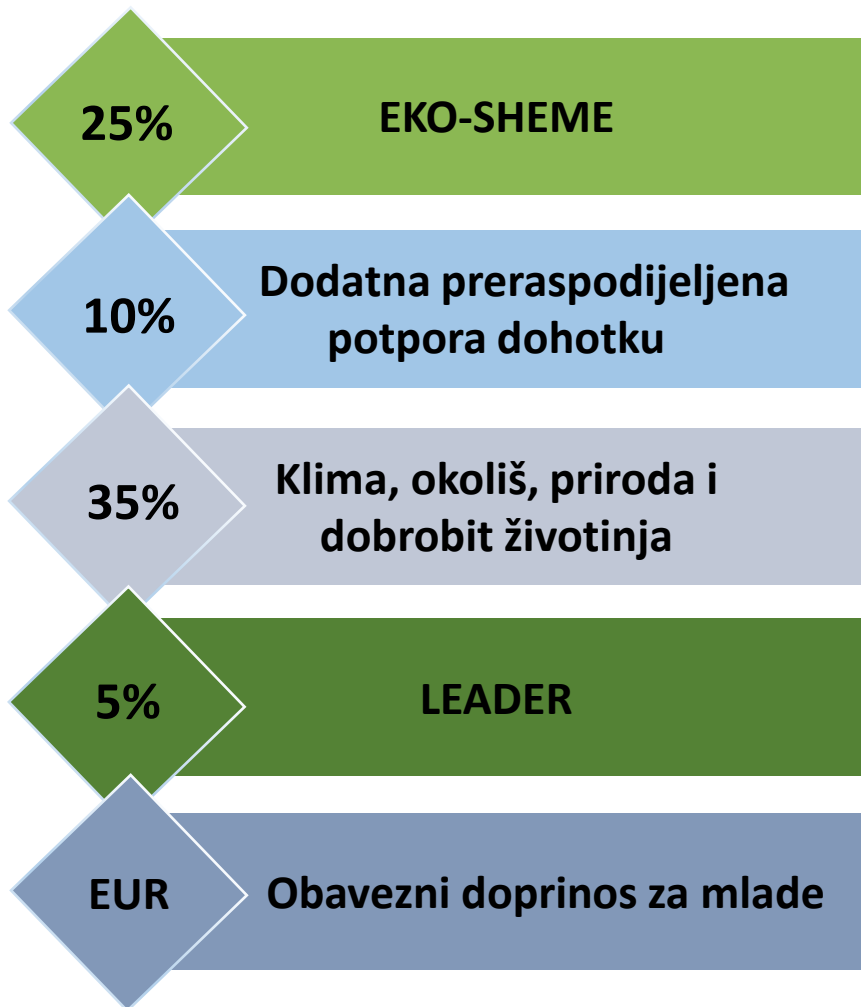 25%
EKO-SHEME
10%
Dodatna preraspodijeljena
potpora dohotku
35%
Klima, okoliš, priroda i
dobrobit životinja
5%
LEADER
EUR
Obavezni doprinos za mlade